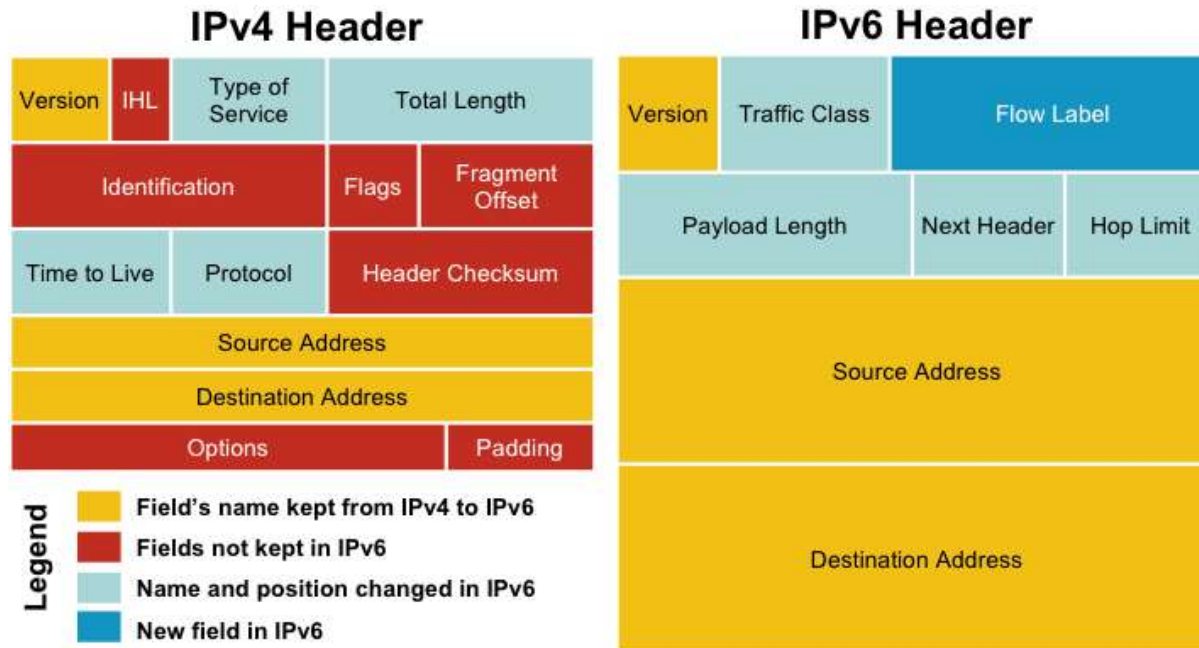 IPv4 Header
Version
IHL
Type of
Service
Total Length
Identification
Flags
Fragment
Offset
Time to Live
Protocol
Header Checksum
Source Address
Destination Address
Options
Padding
Legend
Field's name kept from IPv4 to IPv6
Fields not kept in IPv6
Name and position changed in IPv6
New field in IPv6
IPv6 Header
Version
Traffic Class
Flow Label
Payload Length
Next Header
Hop Limit
Source Address
Destination Address